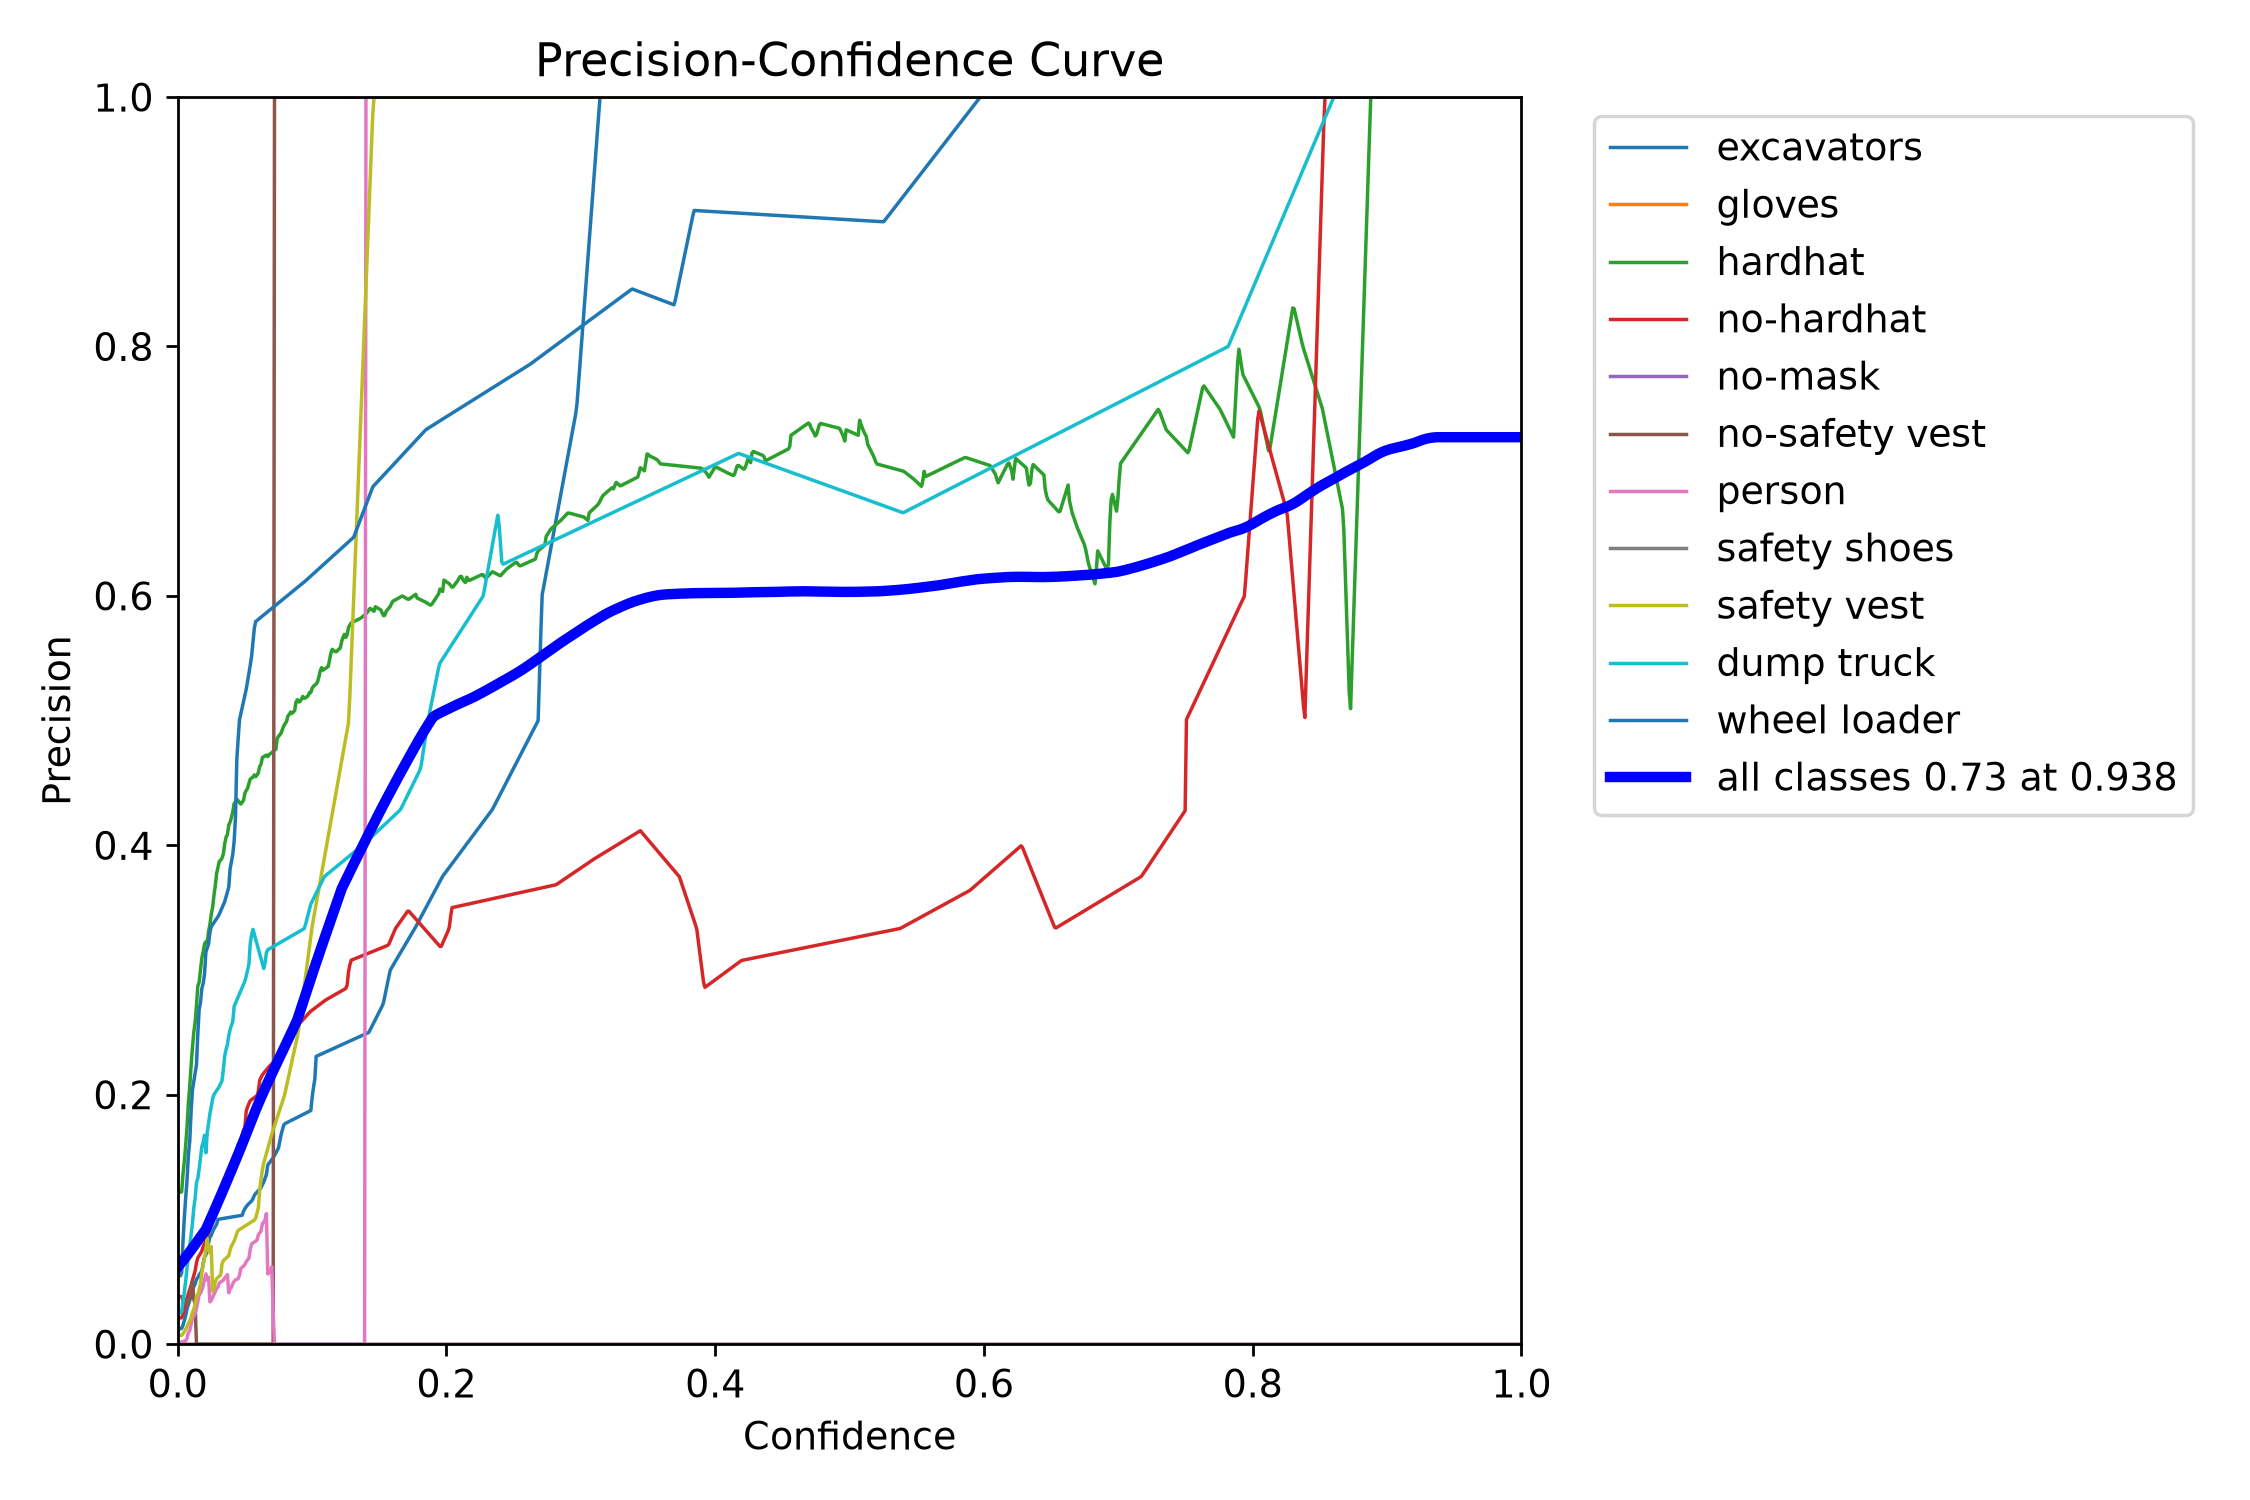 Precision-Confidence Curve
1.0
0.8
0.6
0.4
0.2
0.0
Precision
0.0 0.2 0.4 0.6 0.8 1.0
Confidence
excavators
gloves
hardhat
no-hardhat
no-mask
no-safety vest
person
safety shoes
safety vest
dump truck
wheel loader
all classes 0.73 at 0.938